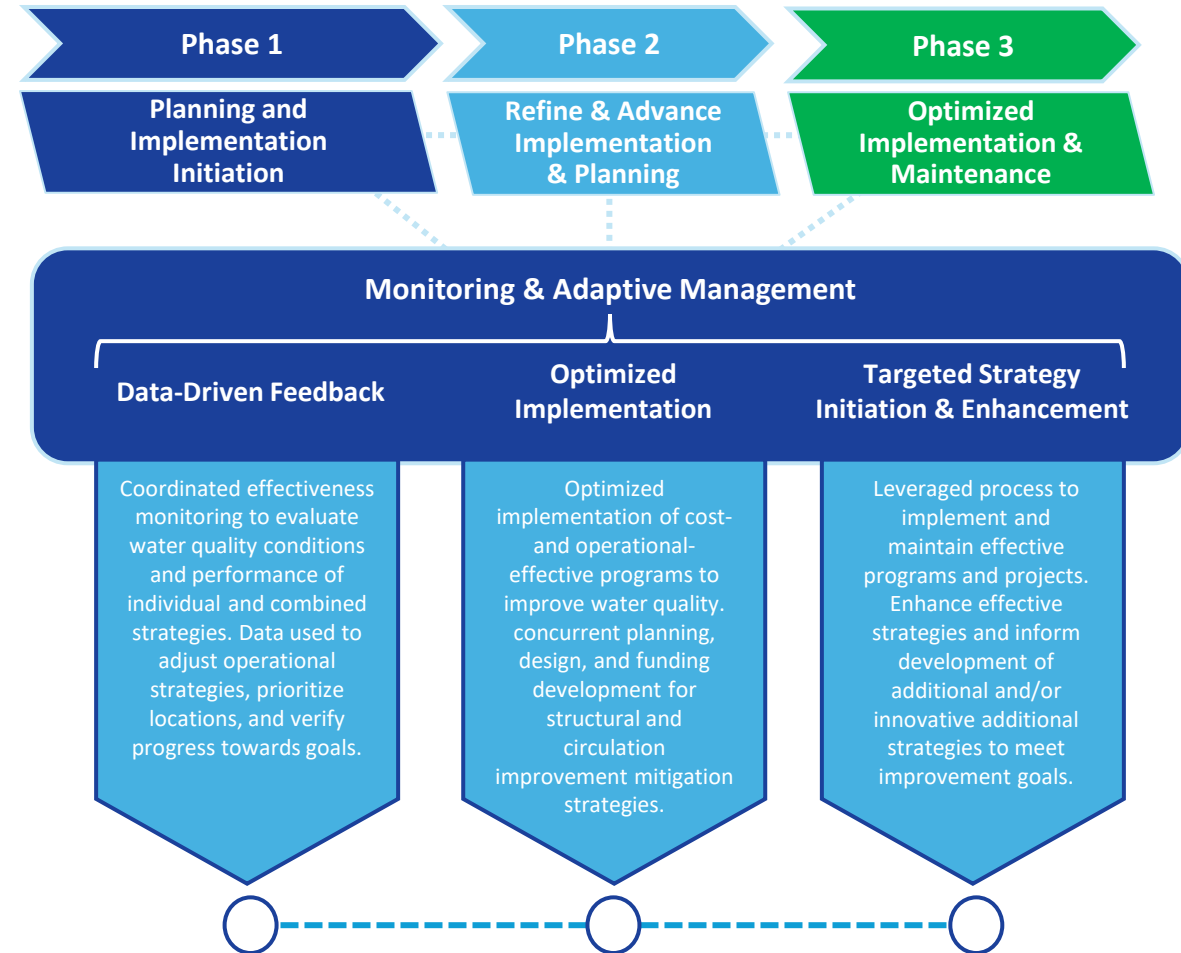 Phase 1
Phase 2
Phase 3
Planning and
Implementation
Initiation
Refine & Advance
Implementation
& Planning
Optimized
Implementation &
Maintenance
Monitoring & Adaptive Management
Data-Driven Feedback
Optimized
Implementation
Targeted Strategy
Initiation & Enhancement
Coordinated effectiveness
monitoring to evaluate
water quality conditions
and performance of
individual and combined
strategies. Data used to
adjust operational
strategies, prioritize
locations, and verify
progress towards goals.
Optimized
implementation of cost-
and operational-
effective programs to
improve water quality.
concurrent planning,
design, and funding
development for
structural and
circulation
improvement mitigation
strategies.
Leveraged process to
implement and
maintain effective
programs and projects.
Enhance effective
strategies and inform
development of
additional and/or
innovative additional
strategies to meet
improvement goals.